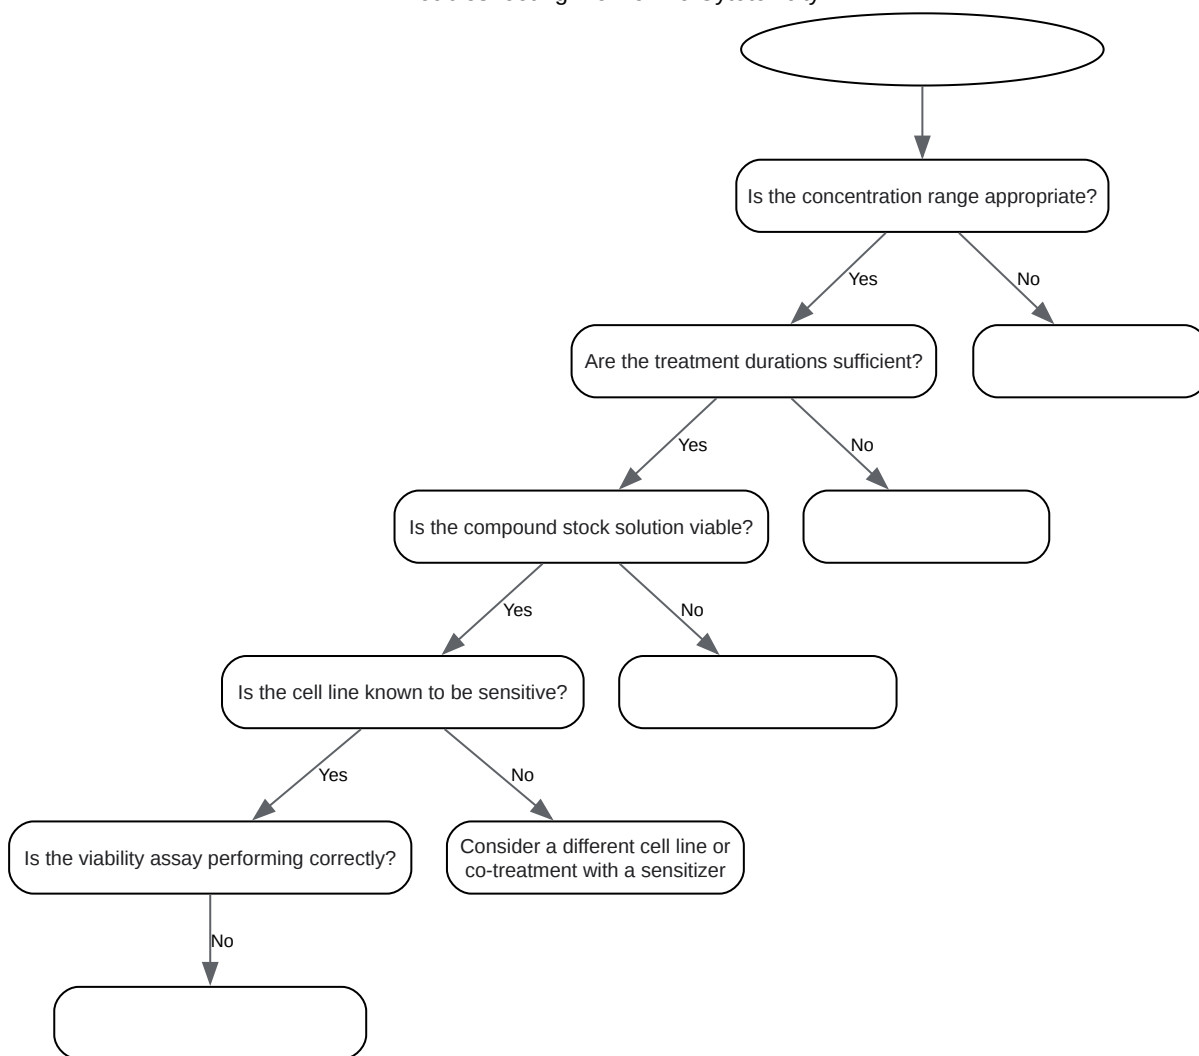 Is the concentration range appropriate?
Yes
No
Are the treatment durations sufficient?
Yes
No
Is the compound stock solution viable?
Yes
No
Is the cell line known to be sensitive?
Yes
No
Is the viability assay performing correctly?
Consider a different cell line or
co-treatment with a sensitizer
No